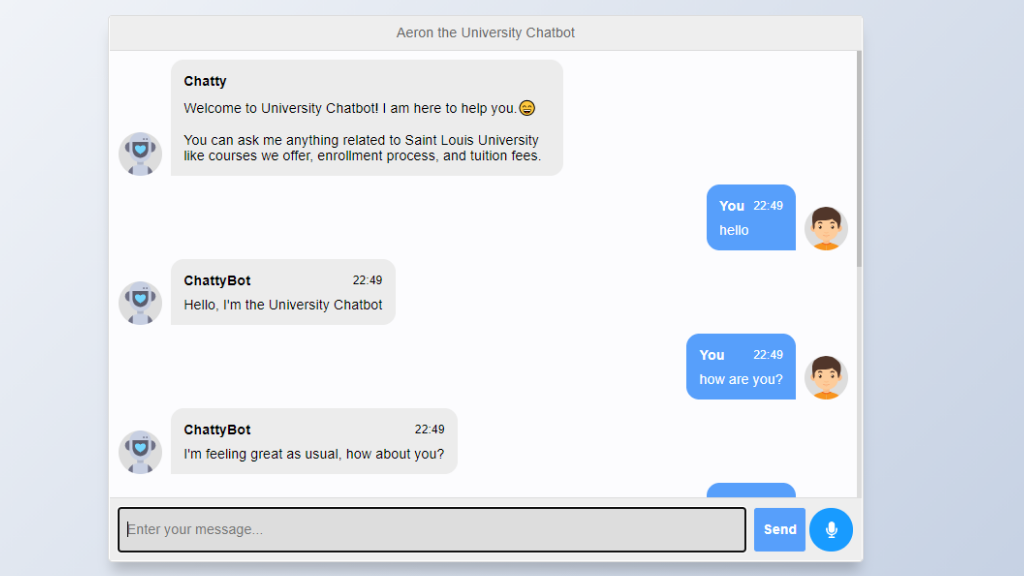 Aeron the University Chatbot
Chatty
Welcome to University Chatbot! I am here to help you.😄
You can ask me anything related to Saint Louis University
like courses we offer, enrollment process, and tuition fees.
You 22:49
hello
ChattyBot 22:49
Hello, I'm the University Chatbot
You 22:49
how are you?
ChattyBot 22:49
I'm feeling great as usual, how about you?
Enter your message...
Send